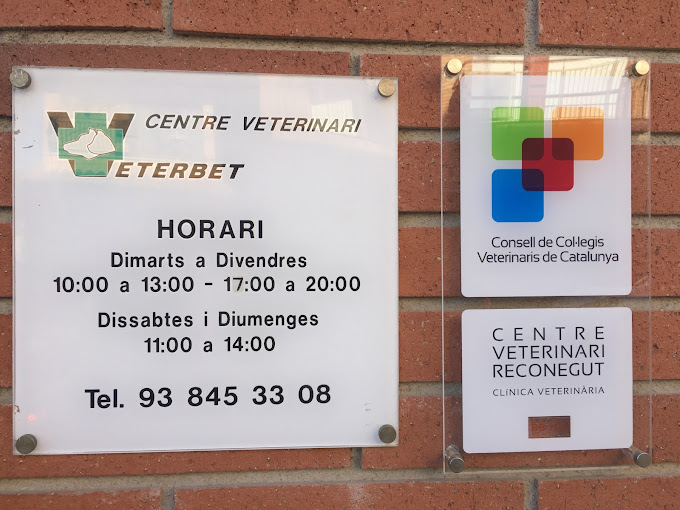 CENTRE VETERINARI
VETERBET
HORARI
Dimarts a Divendres
10:00 a 13:00 - 17:00 a 20:00
Dissabtes i Diumenges
11:00 a 14:00
Tel. 93 845 33 08
Consell de Col·legis
Veterinaris de Catalunya
CENTRE
VETERINARI
RECONEGUT
CLÍNICA VETERINÀRIA